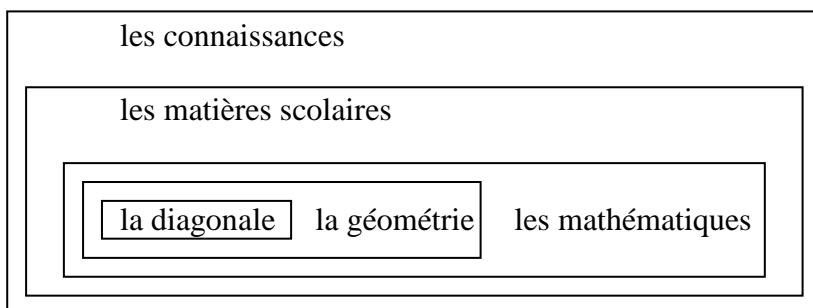 les connaissances
les matières scolaires
la diagonale la géométrie les mathématiques